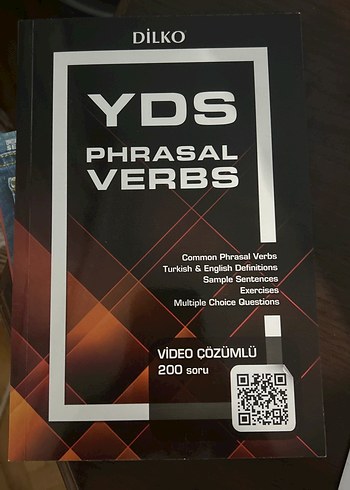 DİLKO
YDS
PHRASAL
VERBS
Common Phrasal Verbs
Turkish & English Definitions
Sample Sentences
Exercises
Multiple Choice Questions
VİDEO ÇÖZÜMLÜ
200 soru